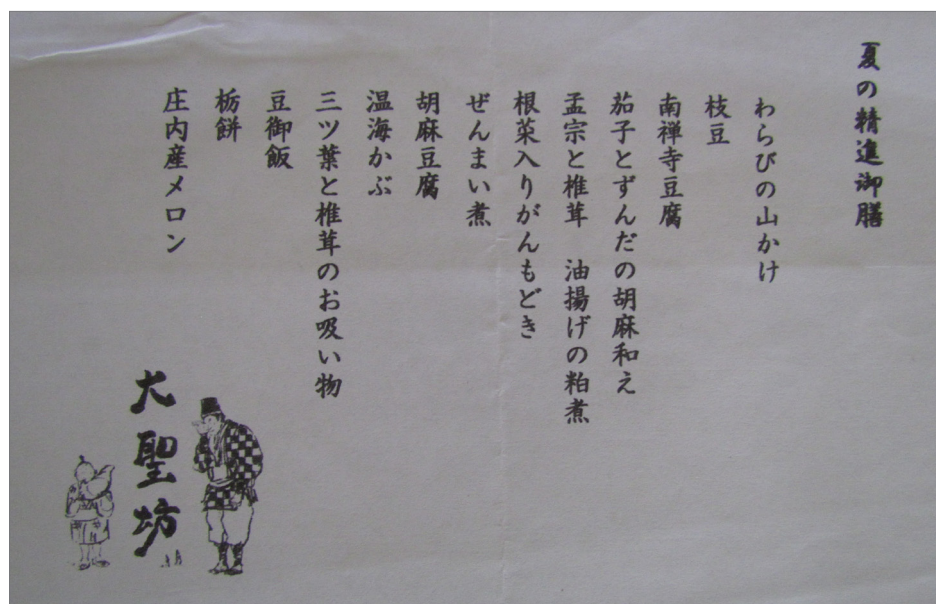 夏の精進御膳
わらびの山かけ
枝豆
南禅寺豆腐
茄子とずんだの胡麻和え
孟宗と椎茸　油揚げの粕煮
根菜入りがんもどき
ぜんまい煮
胡麻豆腐
温海かぶ
三ツ葉と椎茸のお吸い物
豆御飯
栃餅
庄内産メロン
大聖坊